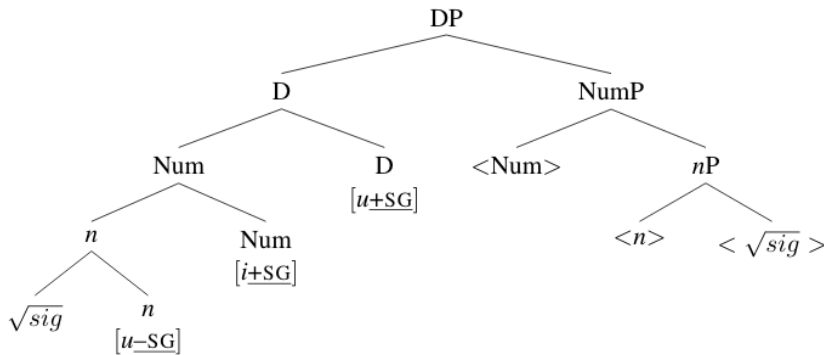 DP
D NumP
Num D <Num> nP
[u+SG]
n Num <n> < √sig >
[i+SG]
√sig n
[u−SG]